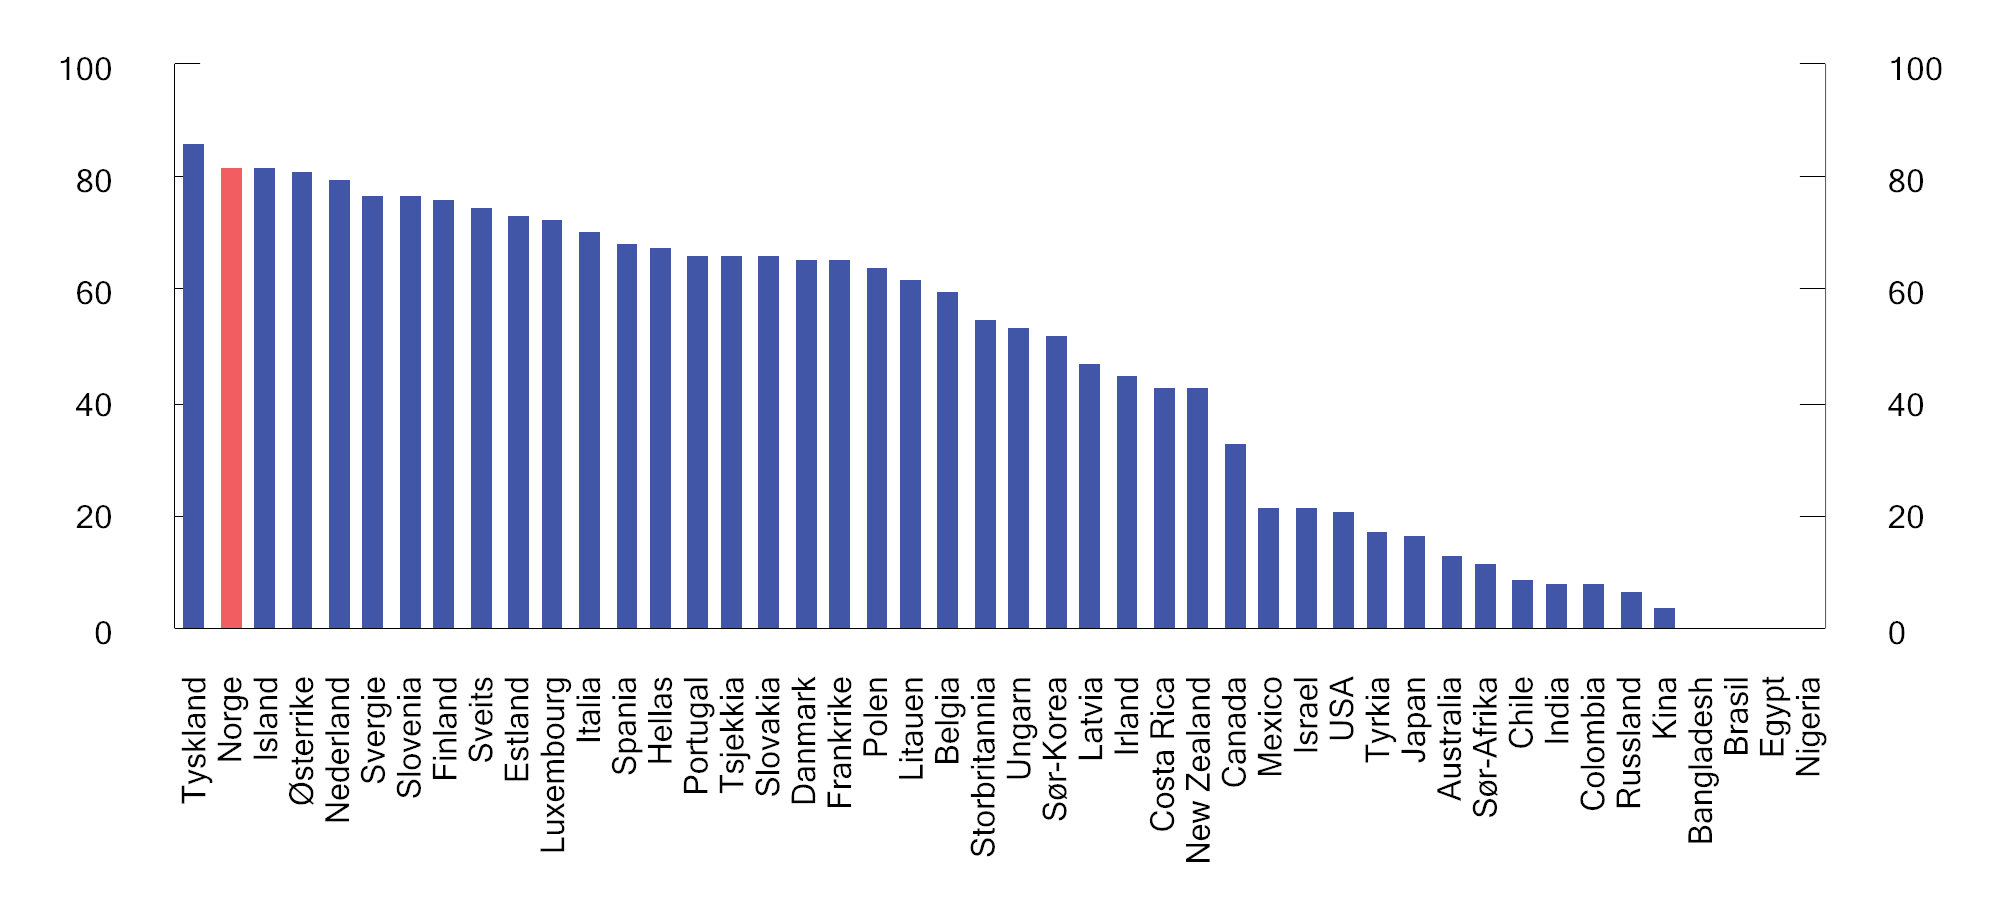 100
80
60
40
20
0
100
80
60
40
20
0
Tyskland
Norge
Island
Østerrike
Nederland
Svergie
Slovenia
Finland
Sveits
Estland
Luxembourg
Italia
Spania
Hellas
Portugal
Tsjekkia
Slovakia
Danmark
Frankrike
Polen
Litauen
Belgia
Storbritannia
Ungarn
Sør-Korea
Latvia
Irland
Costa Rica
New Zealand
Canada
Mexico
Israel
USA
Tyrkia
Japan
Australia
Sør-Afrika
Chile
India
Colombia
Russland
Kina
Bangladesh
Brasil
Egypt
Nigeria